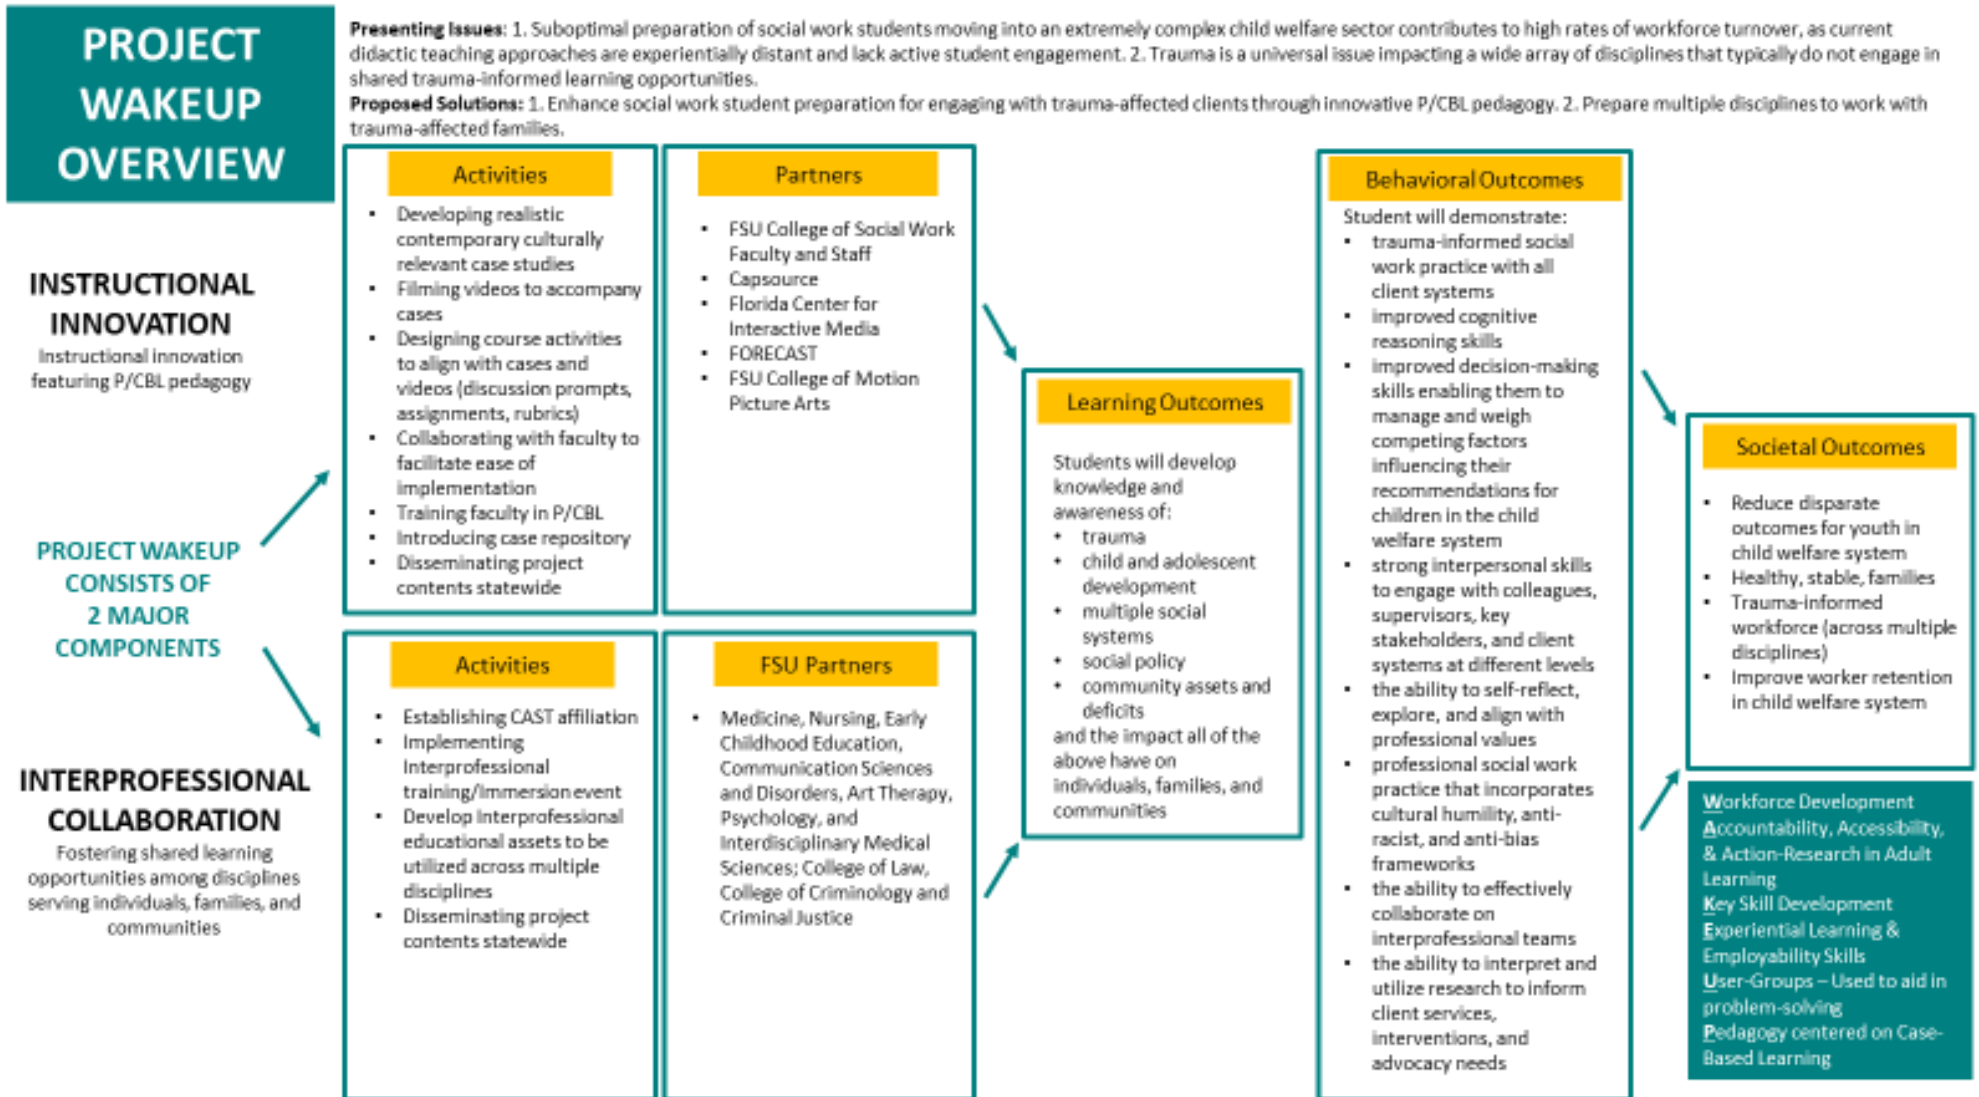 PROJECT
WAKEUP
OVERVIEW
Presenting Issues: 1. Suboptimal preparation of social work students moving into an extremely complex child welfare sector contributes to high rates of workforce turnover, as current
didactic teaching approaches are experientially distant and lack active student engagement. 2. Trauma is a universal issue impacting a wide array of disciplines that typically do not engage in
shared trauma-informed learning opportunities.
Proposed Solutions: 1. Enhance social work student preparation for engaging with trauma-affected clients through innovative P/CBL pedagogy. 2. Prepare multiple disciplines to work with
trauma-affected families.
INSTRUCTIONAL
INNOVATION
Instructional innovation
featuring P/CBL pedagogy
PROJECT WAKEUP
CONSISTS OF
2 MAJOR
COMPONENTS
INTERPROFESSIONAL
COLLABORATION
Fostering shared learning
opportunities among disciplines
serving individuals, families, and
communities
Activities
▪ Developing realistic
contemporary culturally
relevant case studies
▪ Filming videos to accompany
cases
▪ Designing course activities
to align with cases and
videos (discussion prompts,
assignments, rubrics)
▪ Collaborating with faculty to
facilitate ease of
implementation
▪ Training faculty in P/CBL
▪ Introducing case repository
▪ Disseminating project
contents statewide
Partners
▪ FSU College of Social Work
Faculty and Staff
▪ Capsource
▪ Florida Center for
Interactive Media
▪ FORECAST
▪ FSU College of Motion
Picture Arts
Activities
▪ Establishing CAST affiliation
▪ Implementing
Interprofessional
training/Immersion event
▪ Develop Interprofessional
educational assets to be
utilized across multiple
disciplines
▪ Disseminating project
contents statewide
FSU Partners
▪ Medicine, Nursing, Early
Childhood Education,
Communication Sciences
and Disorders, Art Therapy,
Psychology, and
Interdisciplinary Medical
Sciences; College of Law,
College of Criminology and
Criminal Justice
Learning Outcomes
Students will develop
knowledge and
awareness of:
• trauma
• child and adolescent
development
• multiple social
systems
• social policy
• community assets and
deficits
and the impact all of the
above have on
individuals, families, and
communities
Behavioral Outcomes
Student will demonstrate:
▪ trauma-informed social
work practice with all
client systems
▪ improved cognitive
reasoning skills
▪ improved decision-making
skills enabling them to
manage and weigh
competing factors
influencing their
recommendations for
children in the child
welfare system
▪ strong interpersonal skills
to engage with colleagues,
supervisors, key
stakeholders, and client
systems at different levels
▪ the ability to self-reflect,
explore, and align with
professional values
▪ professional social work
practice that incorporates
cultural humility, anti-
racist, and anti-bias
frameworks
▪ the ability to effectively
collaborate on
interprofessional teams
▪ the ability to interpret and
utilize research to inform
client services,
interventions, and
advocacy needs
Societal Outcomes
▪ Reduce disparate
outcomes for youth in
child welfare system
▪ Healthy, stable, families
▪ Trauma-informed
workforce (across multiple
disciplines)
▪ Improve worker retention
in child welfare system
Workforce Development
Accountability, Accessibility,
& Action-Research in Adult
Learning
Key Skill Development
Experiential Learning &
Employability Skills
User-Groups – Used to aid in
problem-solving
Pedagogy centered on Case-
Based Learning